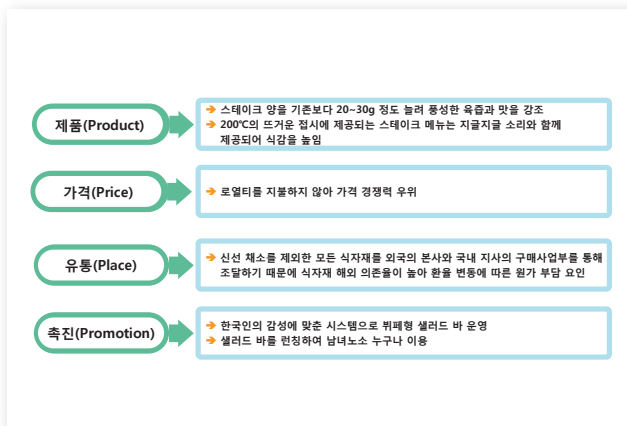 제품(Product)
➔ 스테이크 양을 기존보다 20~30g 정도 늘려 풍성한 육즙과 맛을 강조
➔ 200℃의 뜨거운 접시에 제공되는 스테이크 메뉴는 지글지글 소리와 함께
제공되어 식감을 높임
가격(Price)
➔ 로열티를 지불하지 않아 가격 경쟁력 우위
유통(Place)
➔ 신선 채소를 제외한 모든 식자재를 외국의 본사와 국내 지사의 구매사업부를 통해
조달하기 때문에 식자재 해외 의존율이 높아 환율 변동에 따른 원가 부담 요인
촉진(Promotion)
➔ 한국인의 감성에 맞춘 시스템으로 뷔페형 샐러드 바 운영
➔ 샐러드 바를 런칭하여 남녀노소 누구나 이용